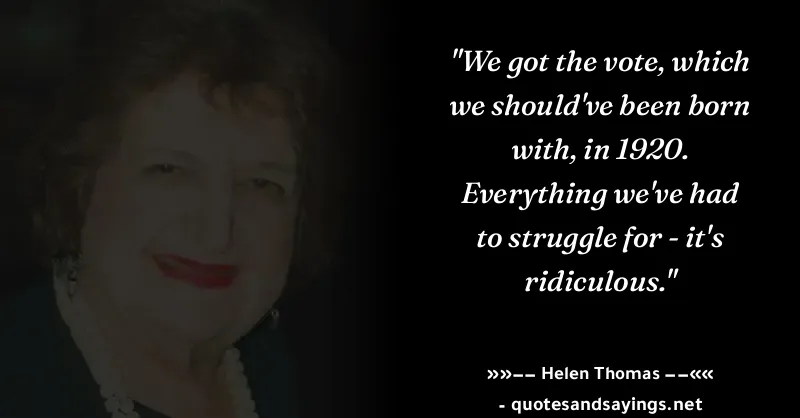 "We got the vote, which
we should've been born
with, in 1920.
Everything we've had
to struggle for - it's
ridiculous."
»»–– Helen Thomas ––««
- quotesandsayings.net